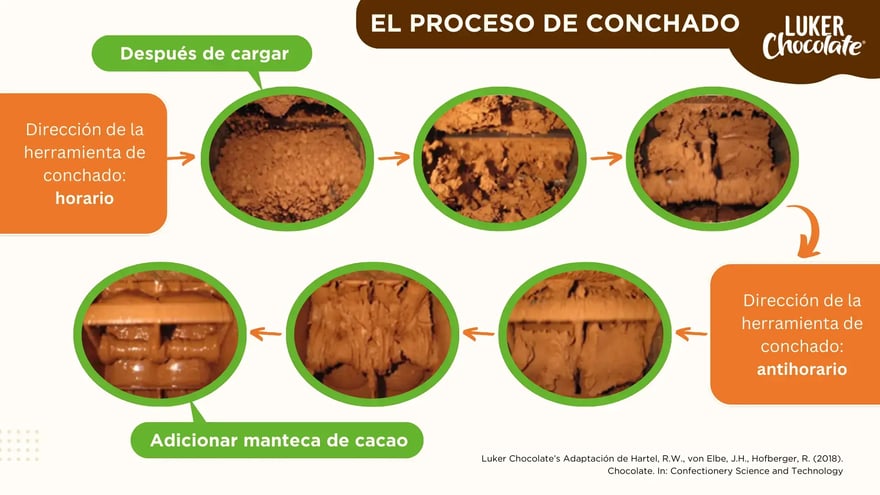 EL PROCESO DE CONCHADO
LUKER
Chocolate®
Después de cargar
Dirección de la
herramienta de
conchado:
horario
Dirección de la
herramienta de
conchado:
antihorario
Adicionar manteca de cacao
Luker Chocolate's Adaptación de Hartel, R.W., von Elbe, J.H., Hofberger, R. (2018).
Chocolate. In: Confectionery Science and Technology